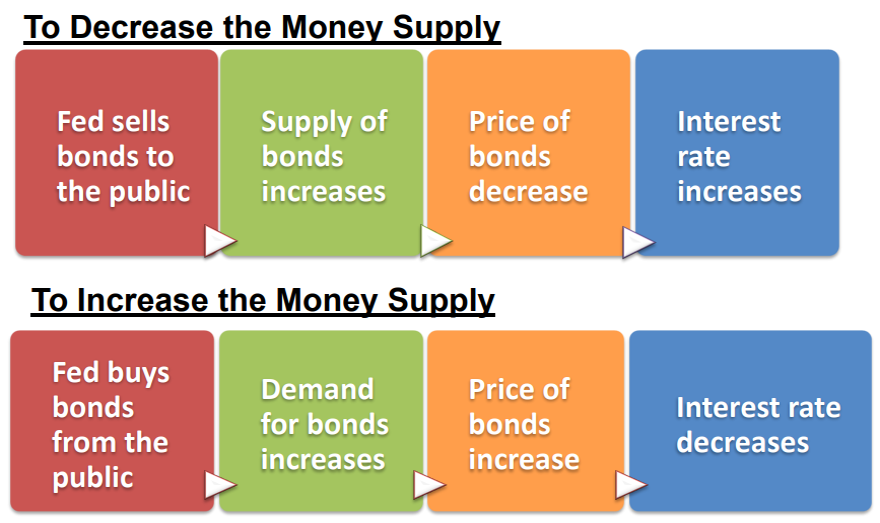 To Decrease the Money Supply
Fed sells
bonds to
the public
Supply of
bonds
increases
Price of
bonds
decrease
Interest
rate
increases
To Increase the Money Supply
Fed buys
bonds
from the
public
Demand
for bonds
increases
Price of
bonds
increase
Interest rate
decreases